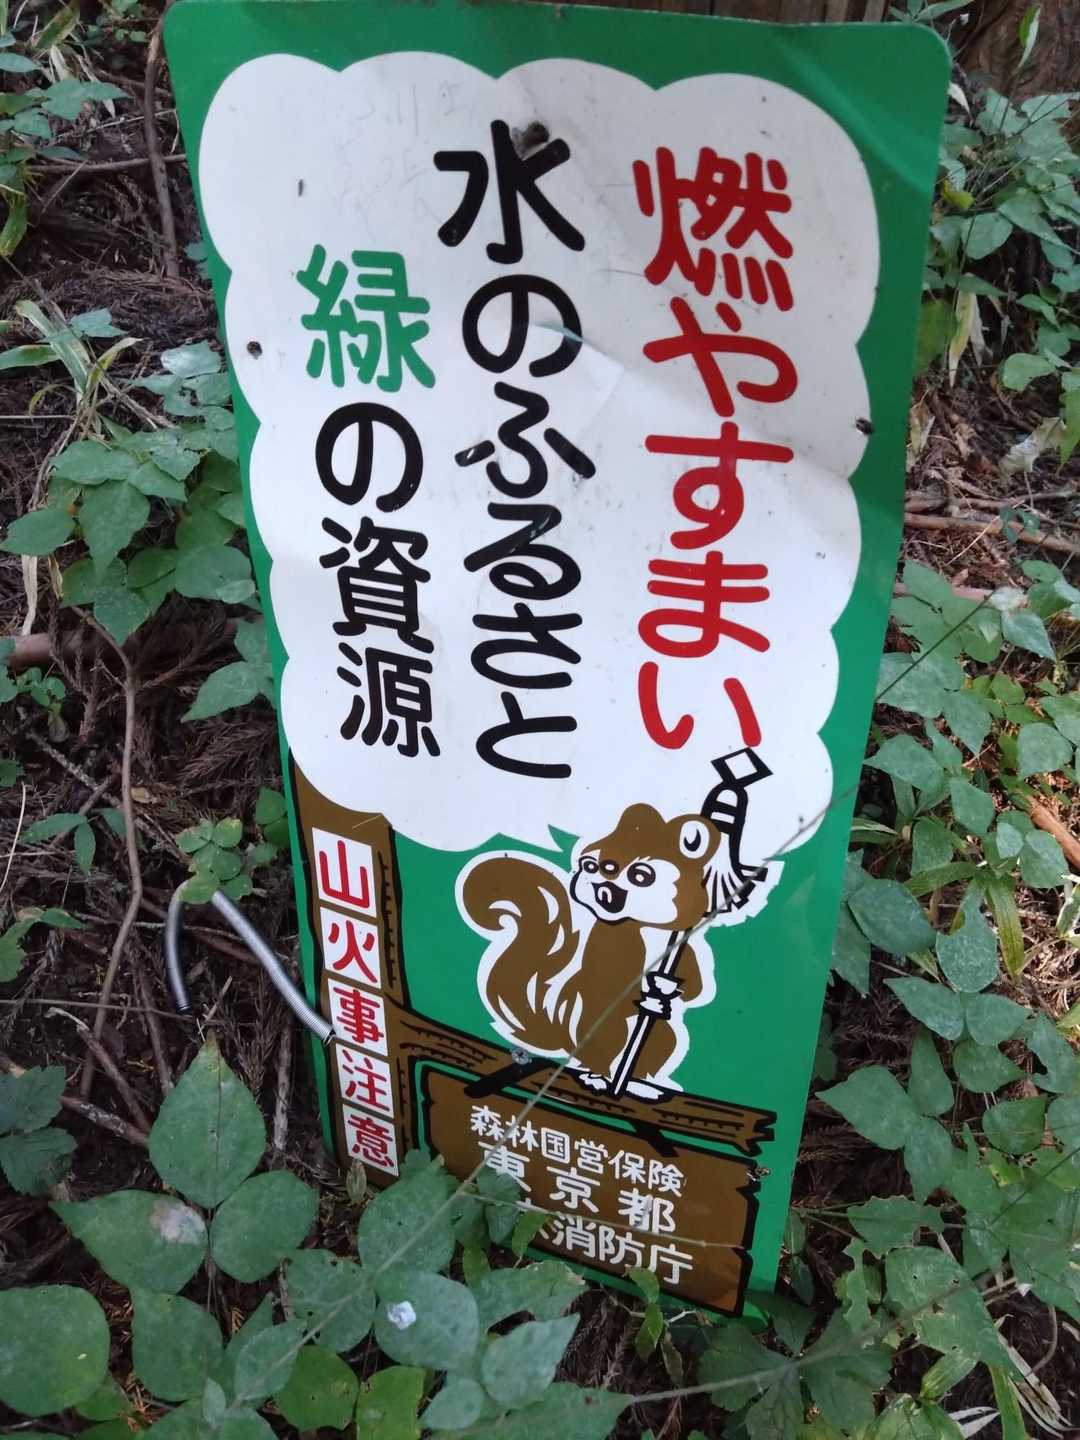 燃やすまい
水のふるさと
緑の資源
山火事注意
森林国営保険
東京都
消防庁